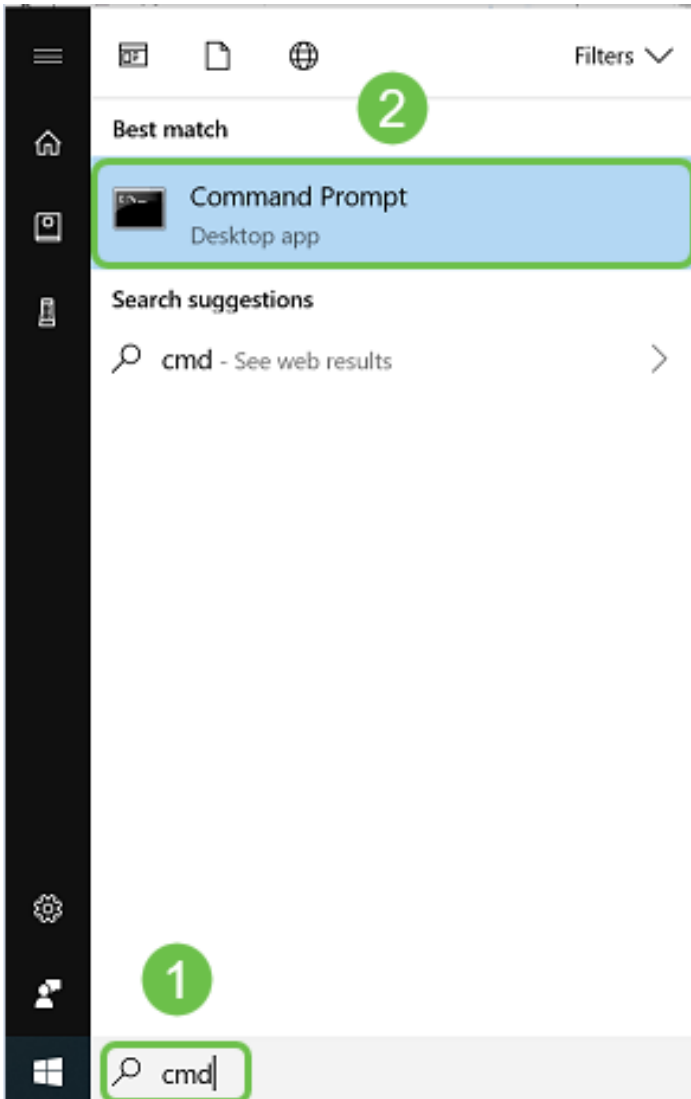 Filters
2
Best match
Command Prompt
Desktop app
Search suggestions
cmd - See web results
1
cmd